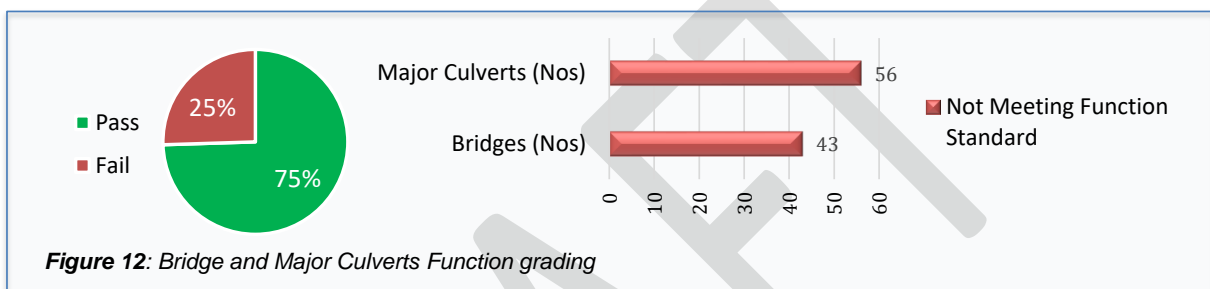 Pass
Fail
25%
75%
Major Culverts (Nos)
Bridges (Nos)
56
43
0
10
20
30
40
50
60
Not Meeting Function
Standard
Figure 12: Bridge and Major Culverts Function grading